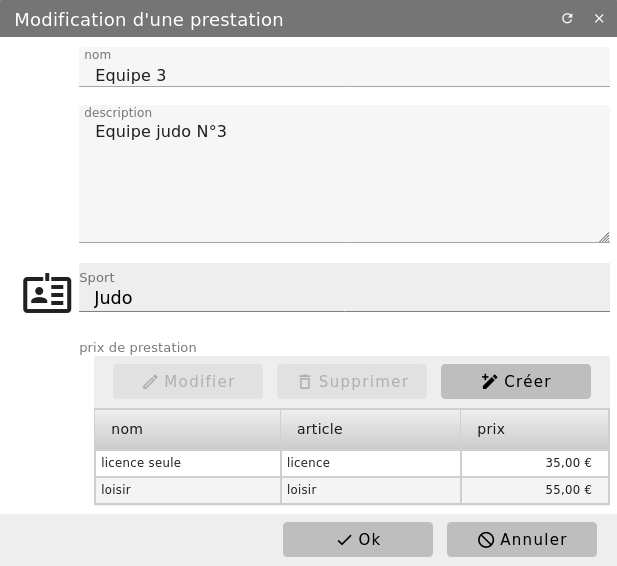 Modification d'une prestation
nom
Equipe 3
description
Equipe judo N°3
Sport
Judo
prix de prestation
Modifier Supprimer Créer
nom article prix
licence seule licence 35,00 €
loisir loisir 55,00 €
Ok Annuler